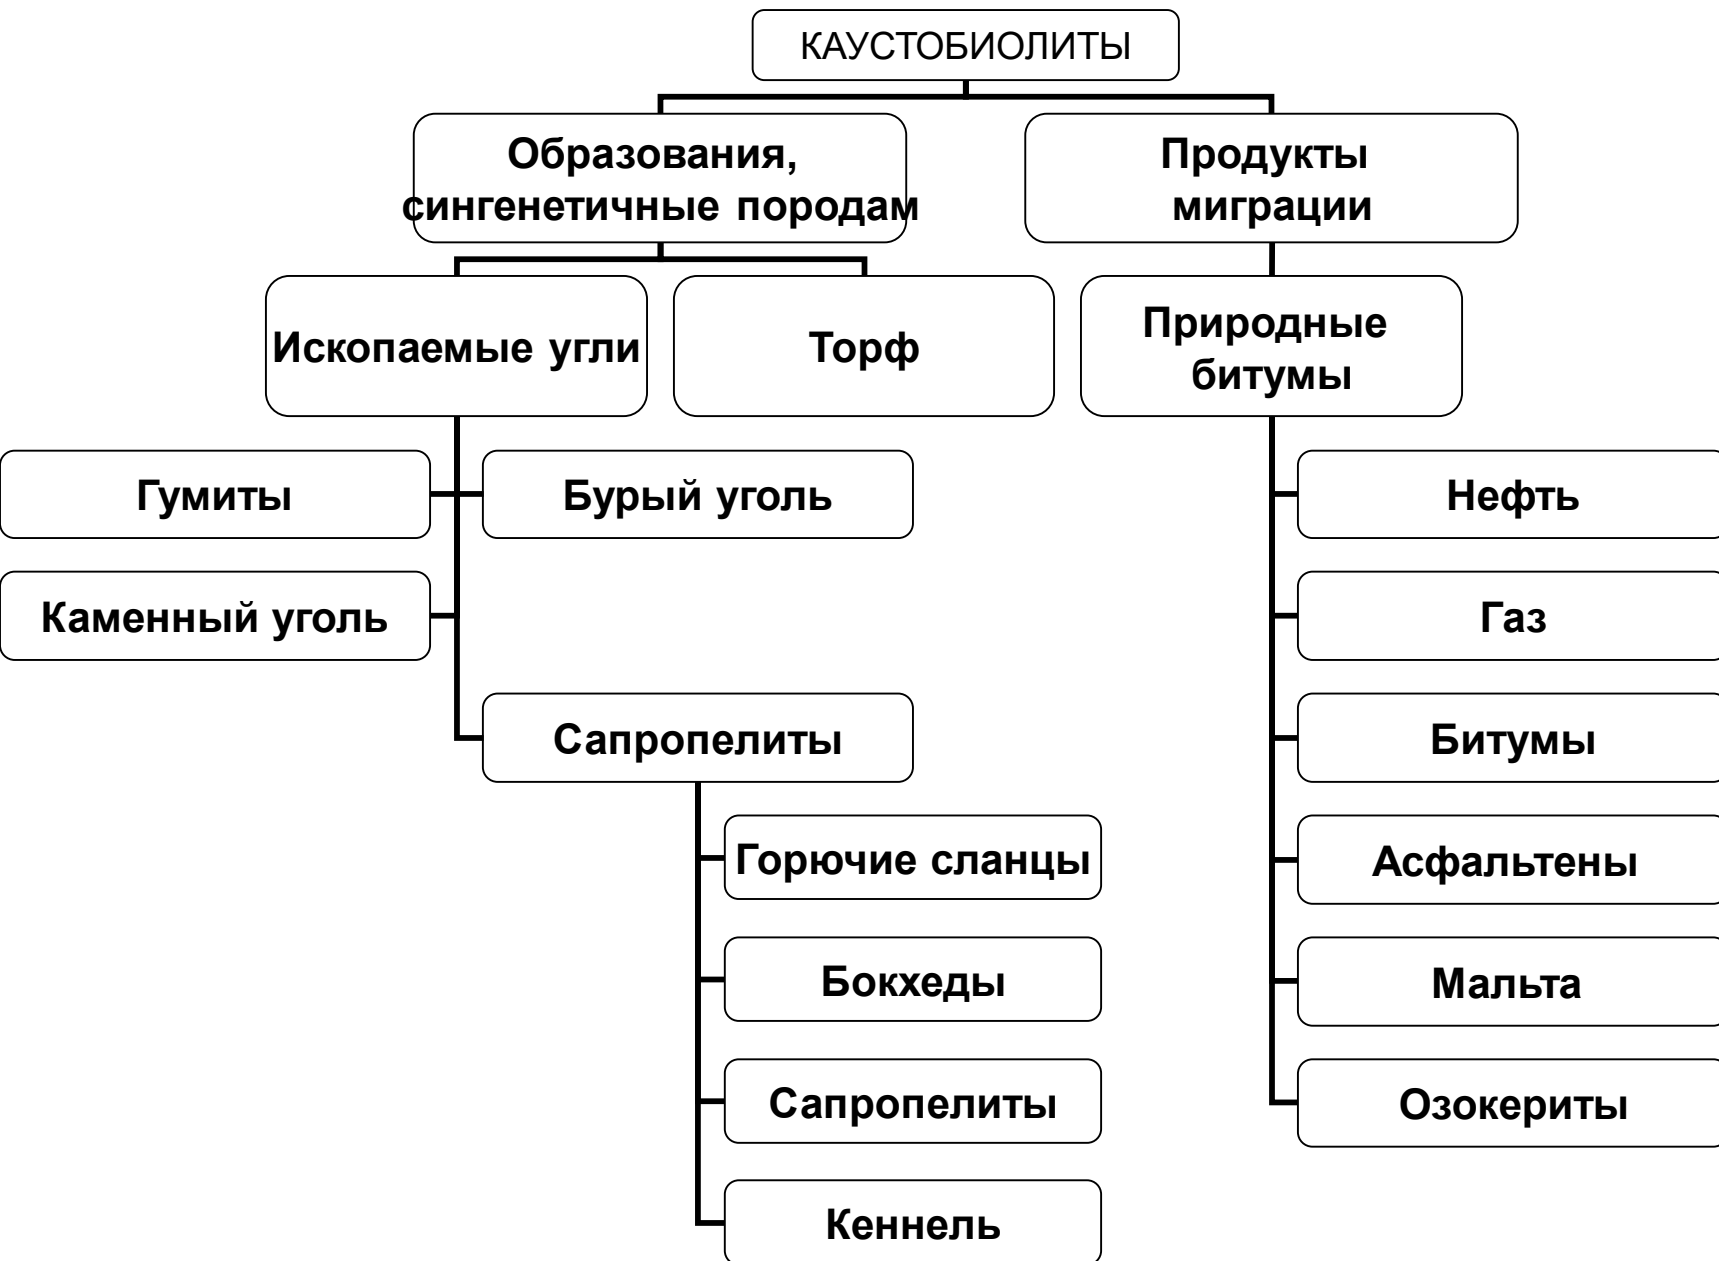 КАУСТОБИОЛИТЫ
Образования,
сингенетичные породам
Продукты
миграции
Ископаемые угли
Торф
Природные
битумы
Гумиты
Бурый уголь
Нефть
Каменный уголь
Газ
Сапропелиты
Битумы
Горючие сланцы
Асфальтены
Бокхеды
Мальта
Сапропелиты
Озокериты
Кеннель